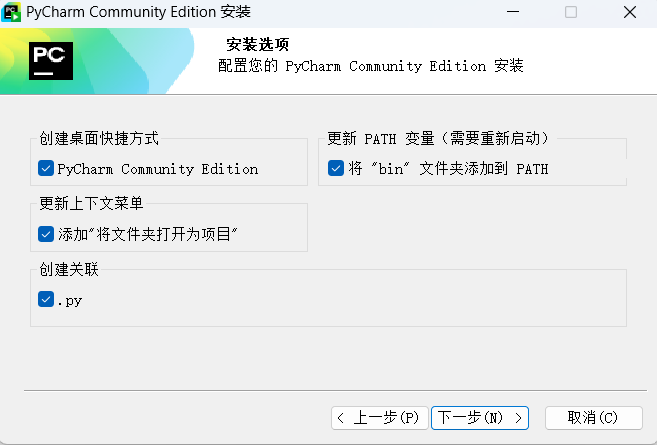 PyCharm Community Edition 安装
PC
安装选项
配置您的 PyCharm Community Edition 安装
创建桌面快捷方式
PyCharm Community Edition
更新 PATH 变量（需要重新启动）
将 "bin" 文件夹添加到 PATH
更新上下文菜单
添加"将文件夹打开为项目"
创建关联
.py
< 上一步(P)
下一步(N) >
取消(C)